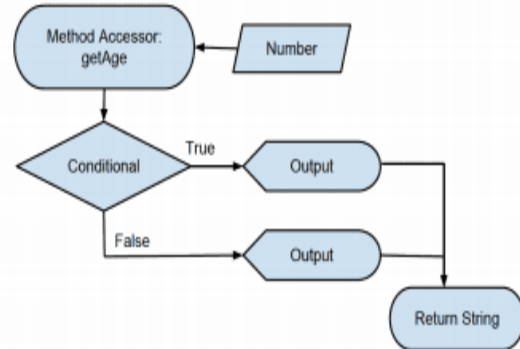 Method Accessor:
getAge
Number
Conditional
True
Output
False
Output
Return String